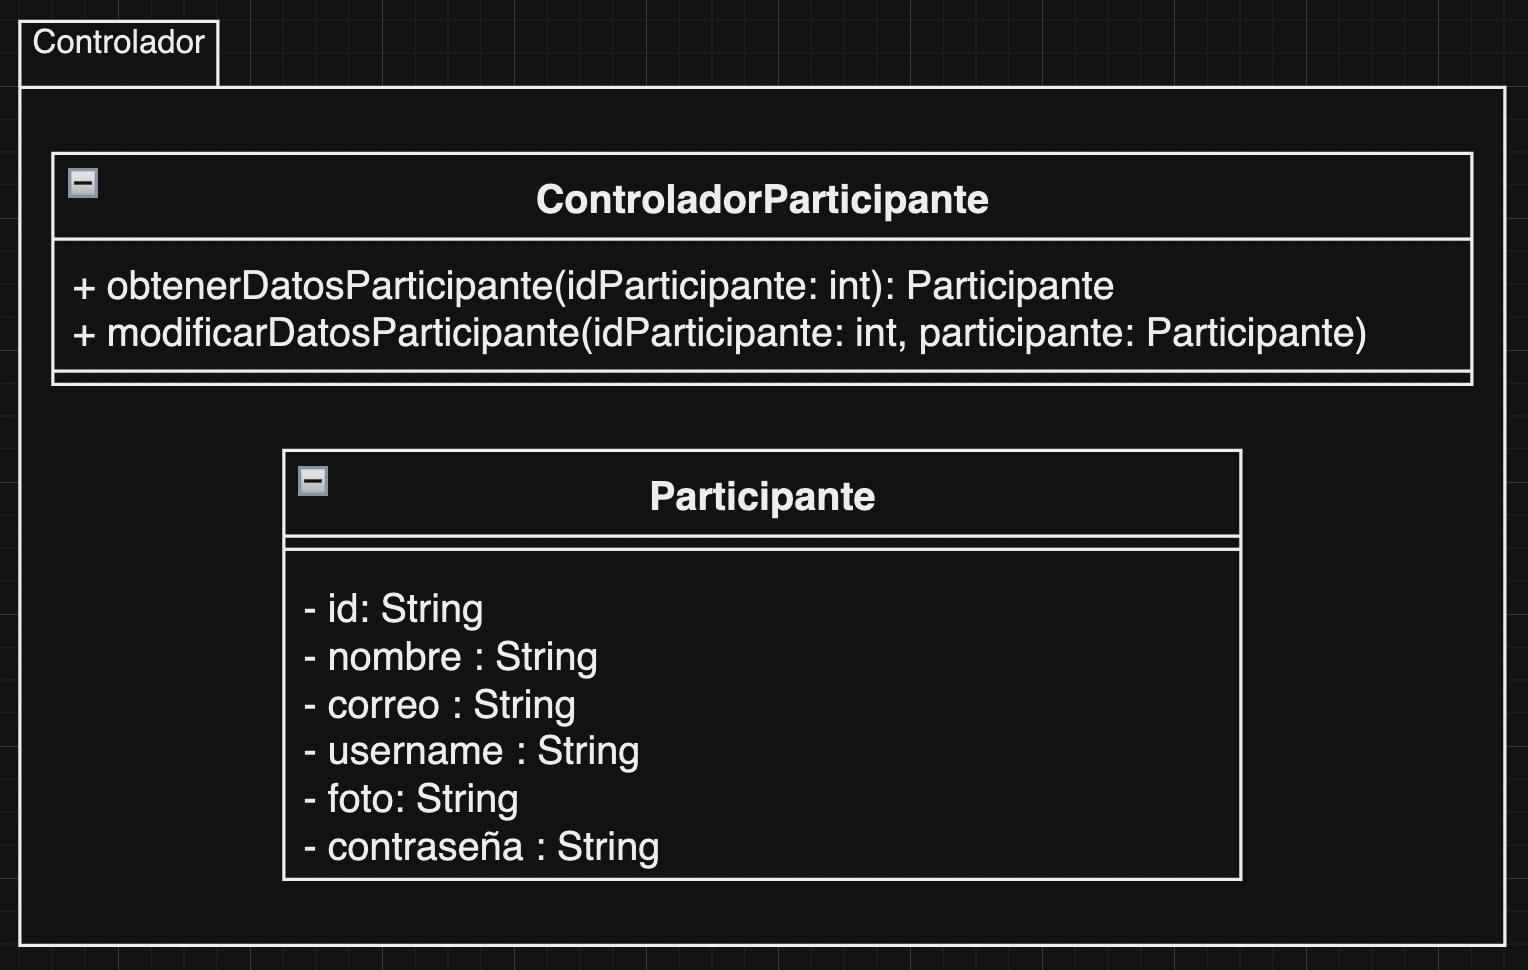 Controlador
ControladorParticipante
+ obtenerDatosParticipante(idParticipante: int): Participante
+ modificarDatosParticipante(idParticipante: int, participante: Participante)
Participante
- id: String
- nombre : String
- correo : String
- username : String
- foto: String
- contraseña : String